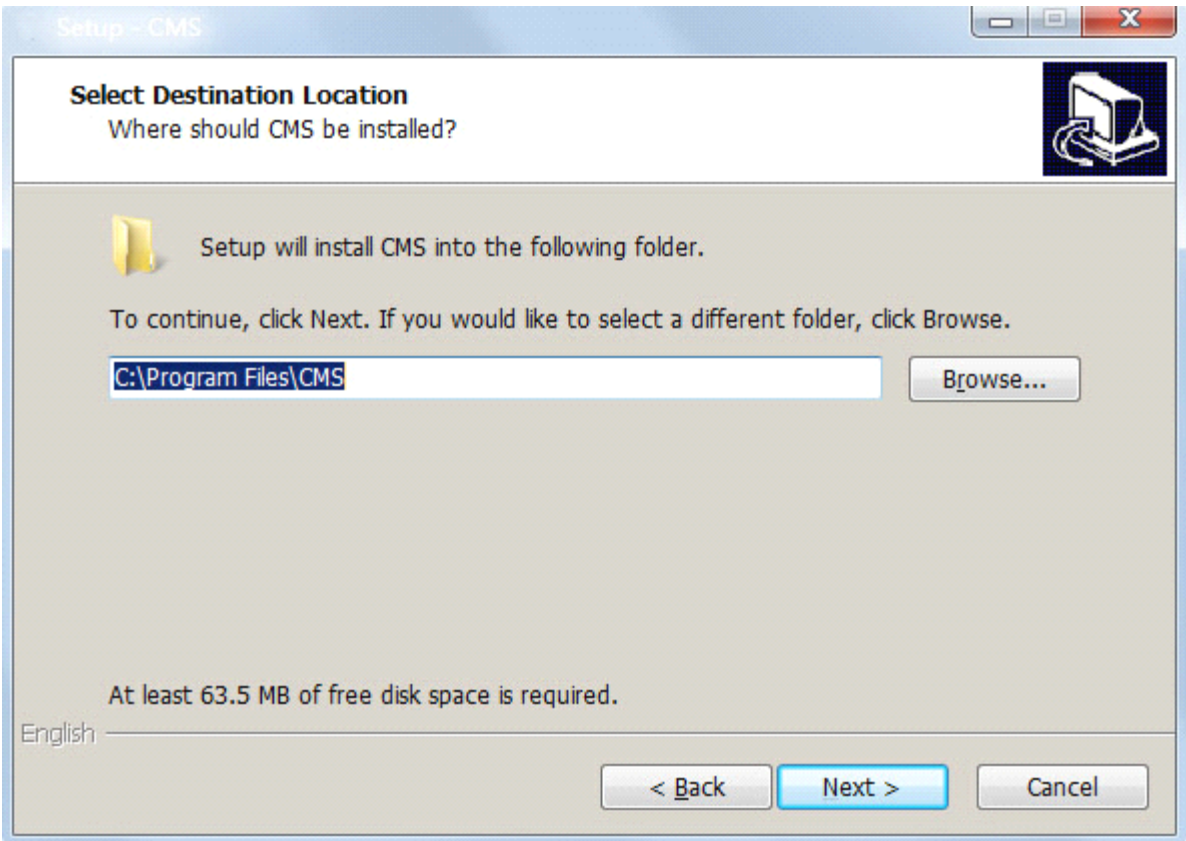 Setup - CMS
Select Destination Location
Where should CMS be installed?
Setup will install CMS into the following folder.
To continue, click Next. If you would like to select a different folder, click Browse.
C:\Program Files\CMS
Browse...
At least 63.5 MB of free disk space is required.
English
< Back
Next >
Cancel